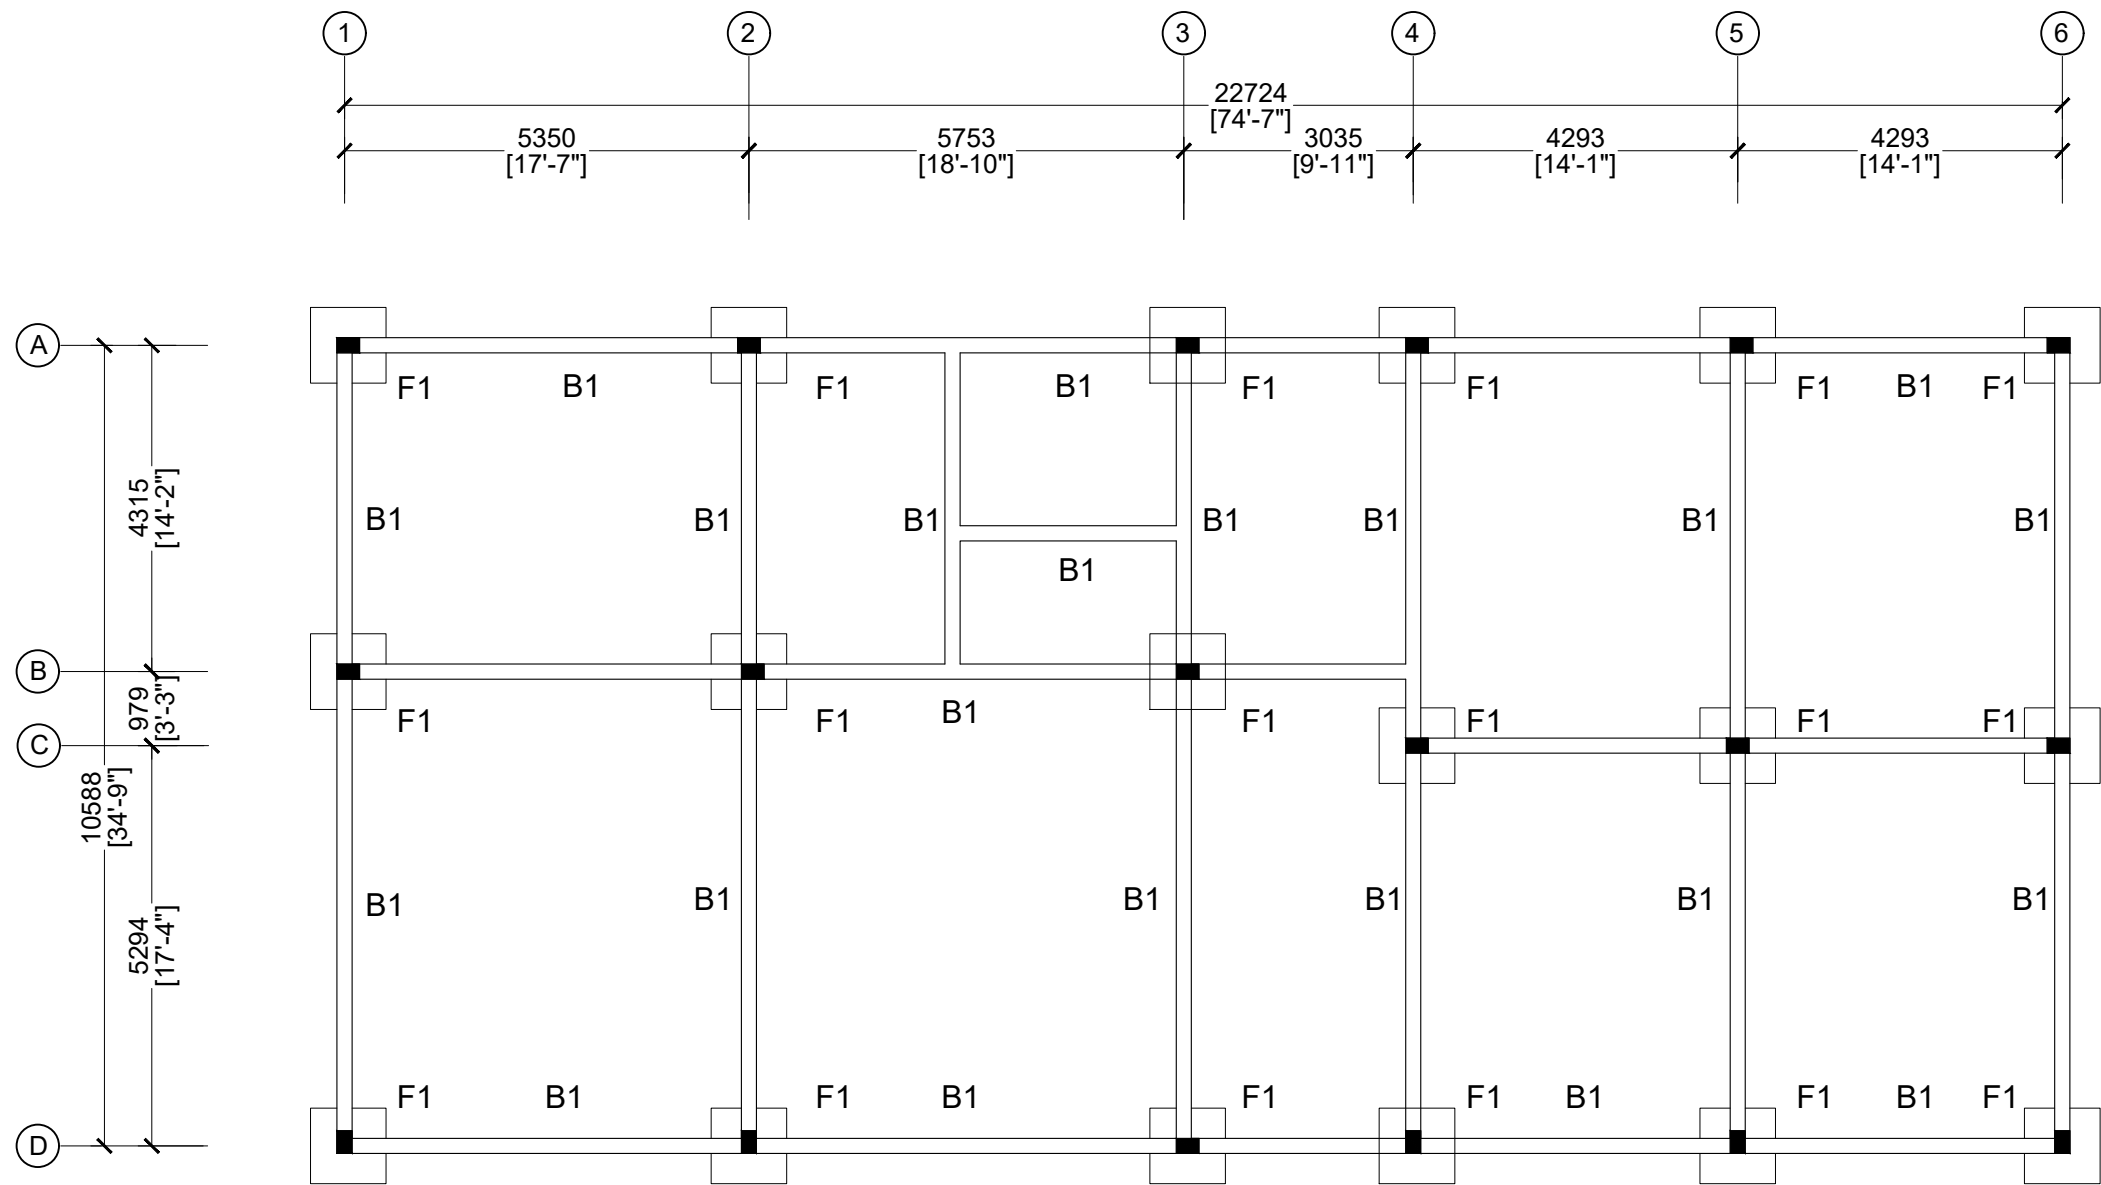 1 2 3 4 5 6
22724
[74'-7"]
5350 5753 3035 4293 4293
[17'-7"] [18'-10"] [9'-11"] [14'-1"] [14'-1"]
A
F1 B1 F1 B1 F1 F1 F1 B1 F1
4315
[14'-2"]
B1 B1 B1 B1 B1 B1 B1
B1
B
979
[3'-3"]
F1 F1 B1 F1 F1 F1 F1
C
10588
[34'-9"]
5294
[17'-4"]
B1 B1 B1 B1 B1 B1
F1 B1 F1 B1 F1 F1 B1 F1 B1 F1
D